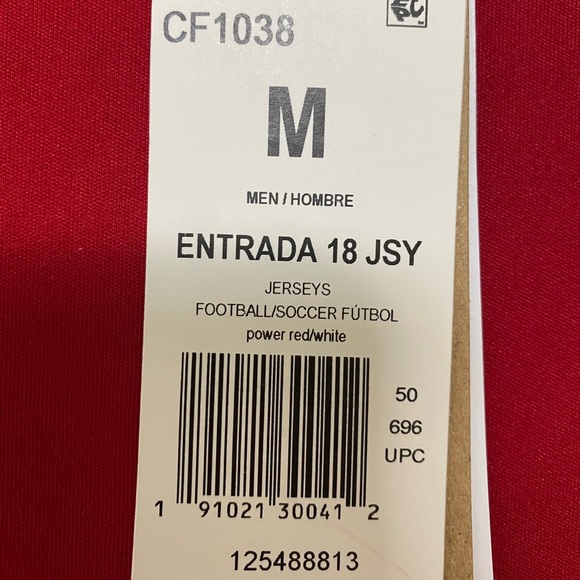 CF1038
EPC
M
MEN / HOMBRE
ENTRADA 18 JSY
JERSEYS
FOOTBALL/SOCCER FÚTBOL
power red/white
50
696
UPC
1 91021 30041 2
125488813